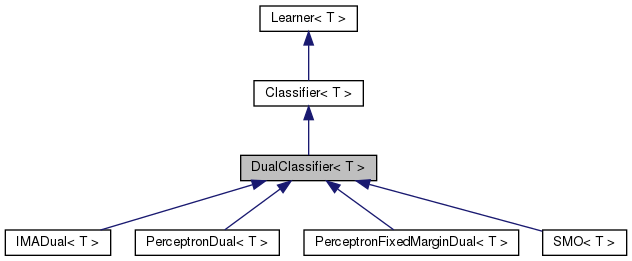 Learner< T >
Classifier< T >
DualClassifier< T >
IMADual< T >
PerceptronDual< T >
PerceptronFixedMarginDual< T >
SMO< T >